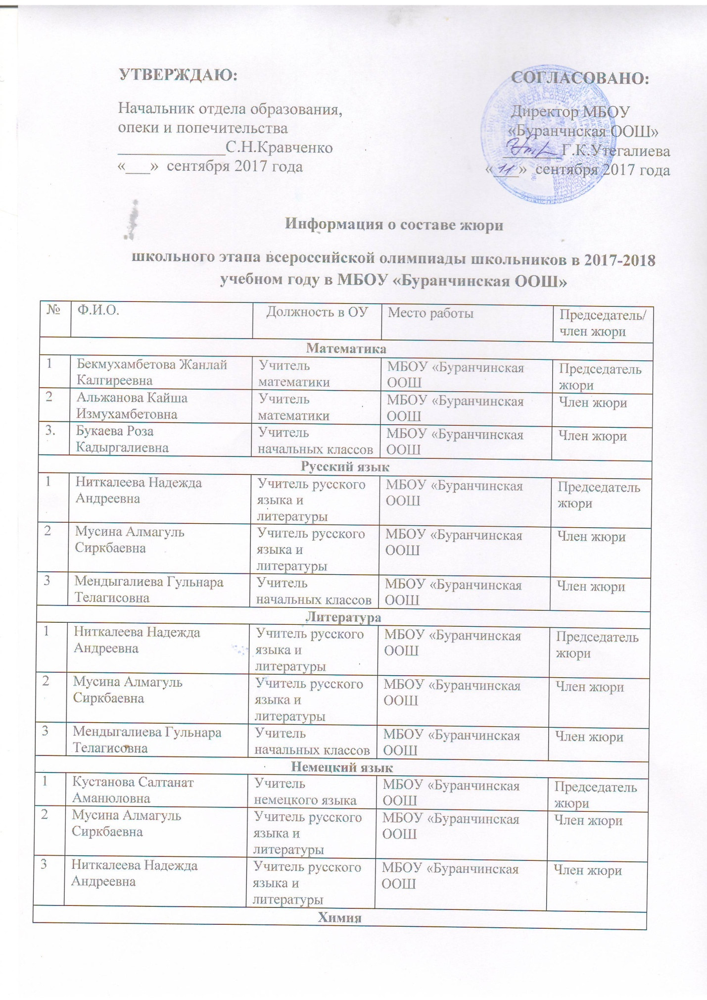 УТВЕРЖДАЮ:
Начальник отдела образования,
опеки и попечительства
_____________С.Н.Кравченко
«___» сентября 2017 года
СОГЛАСОВАНО:
Директор МБОУ
«Буранчнская ООШ»
_______Г.К.Утегалиева
«11» сентября 2017 года
Информация о составе жюри
школьного этапа всероссийской олимпиады школьников в 2017-2018
учебном году в МБОУ «Буранчинская ООШ»
№ Ф.И.О. Должность в ОУ Место работы Председатель/
член жюри
Математика
1 Бекмухамбетова Жанлай Учитель МБОУ «Буранчинская Председатель
Калгиреевна математики ООШ жюри
2 Альжанова Кайша Учитель МБОУ «Буранчинская Член жюри
Измухамбетовна математики ООШ
3. Букаева Роза Учитель МБОУ «Буранчинская Член жюри
Кадыргалиевна начальных классов ООШ
Русский язык
1 Ниткалеева Надежда Учитель русского МБОУ «Буранчинская Председатель
Андреевна языка и ООШ жюри
литературы
2 Мусина Алмагуль Учитель русского МБОУ «Буранчинская Член жюри
Сиркбаевна языка и ООШ
литературы
3 Мендыгалиева Гульнара Учитель МБОУ «Буранчинская Член жюри
Телагисовна начальных классов ООШ
Литература
1 Ниткалеева Надежда Учитель русского МБОУ «Буранчинская Председатель
Андреевна языка и ООШ жюри
литературы
2 Мусина Алмагуль Учитель русского МБОУ «Буранчинская Член жюри
Сиркбаевна языка и ООШ
литературы
3 Мендыгалиева Гульнара Учитель МБОУ «Буранчинская Член жюри
Телагисовна начальных классов ООШ
Немецкий язык
1 Кустанова Салтанат Учитель МБОУ «Буранчинская Председатель
Аманюловна немецкого языка ООШ жюри
2 Мусина Алмагуль Учитель русского МБОУ «Буранчинская Член жюри
Сиркбаевна языка и ООШ
литературы
3 Ниткалеева Надежда Учитель русского МБОУ «Буранчинская Член жюри
Андреевна языка и ООШ
литературы
Химия